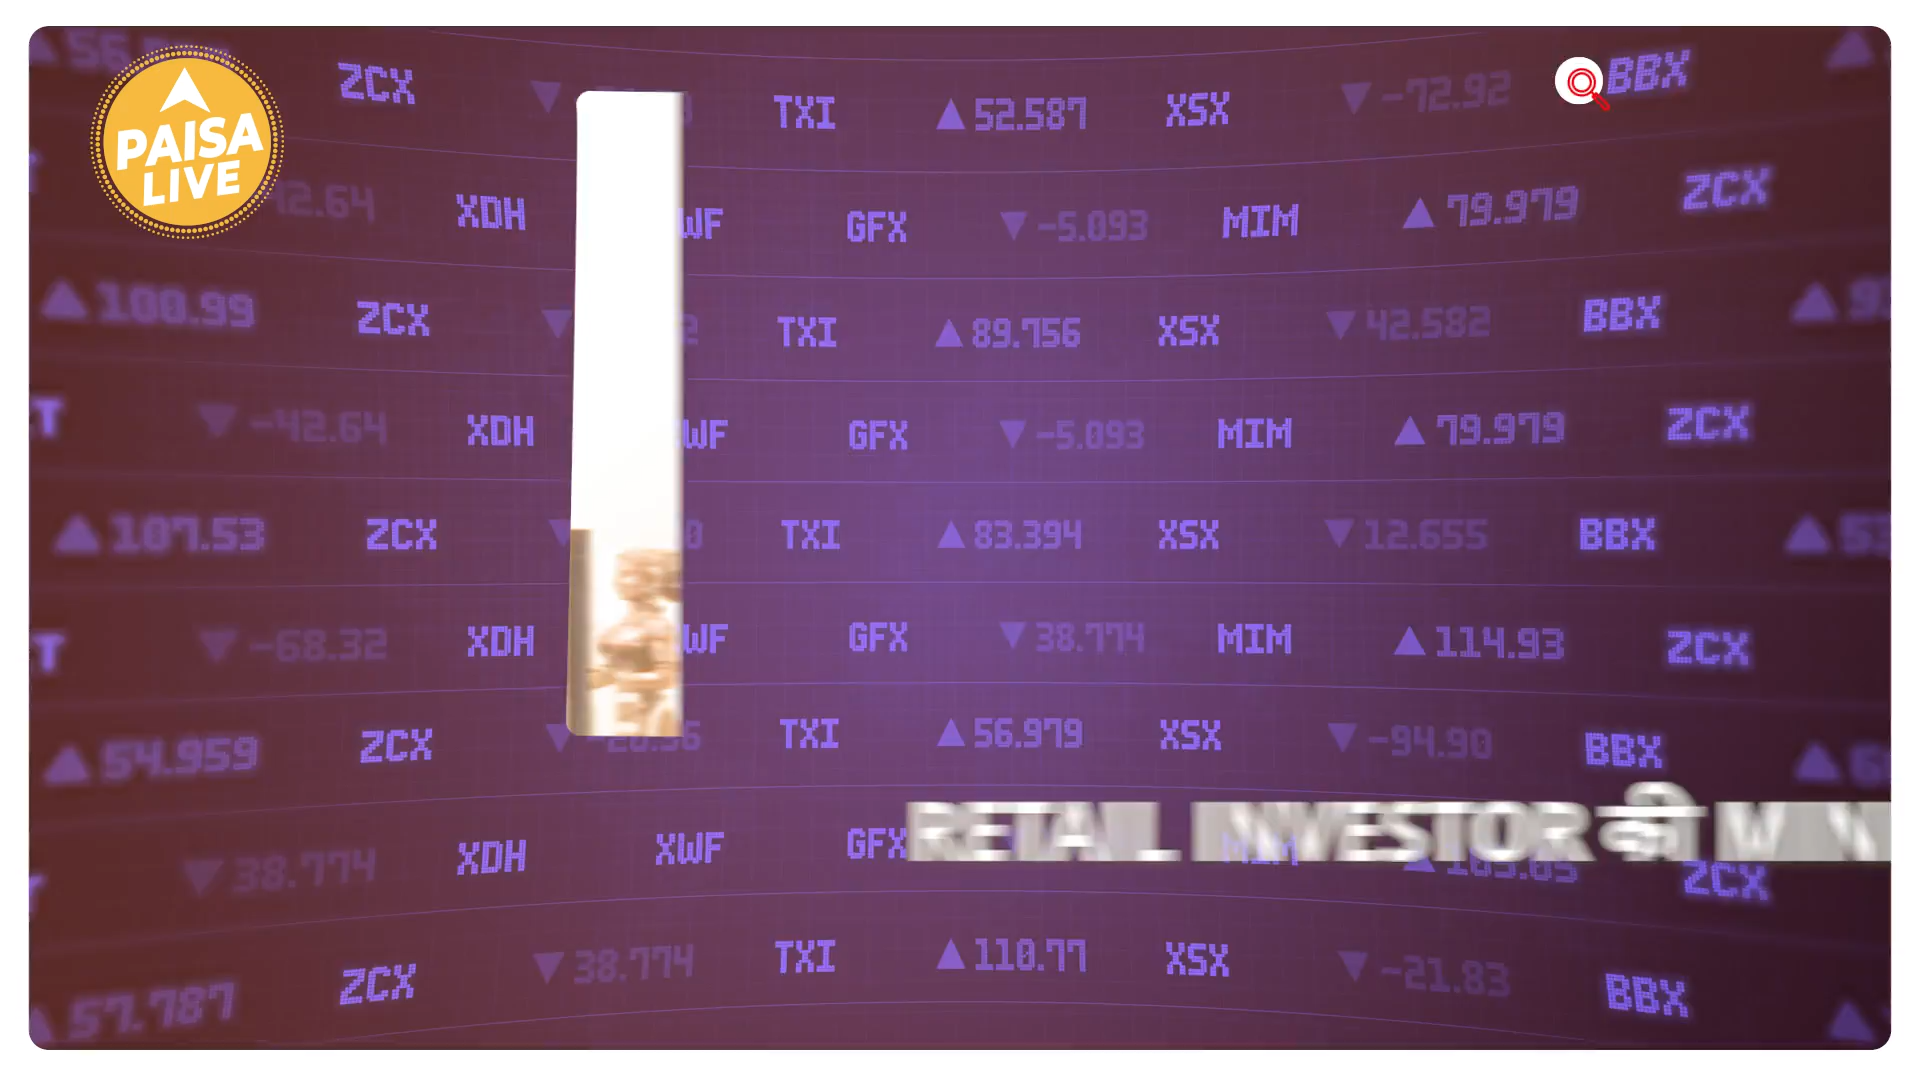 PAISA
LIVE
ZCX TXI ▲52.587 XSX ▼-72.92 BBX
XDH GFX ▼-5.093 MIM ▲79.979 ZCX
▲100.99 ZCX TXI ▲89.756 XSX ▼42.582 BBX
▼-42.64 XDH GFX ▼-5.093 MIM ▲79.979 ZCX
▲107.53 ZCX TXI ▲83.394 XSX ▼12.655 BBX
▼-68.32 XDH GFX ▼38.774 MIM ▲114.93 ZCX
▲54.959 ZCX TXI ▲56.979 XSX ▼-94.90 BBX
RETAIL INVESTOR की
▼38.774 XDH XWF GFX ZCX
▲57.787 ZCX ▼38.774 TXI ▲110.77 XSX ▼-21.83 BBX